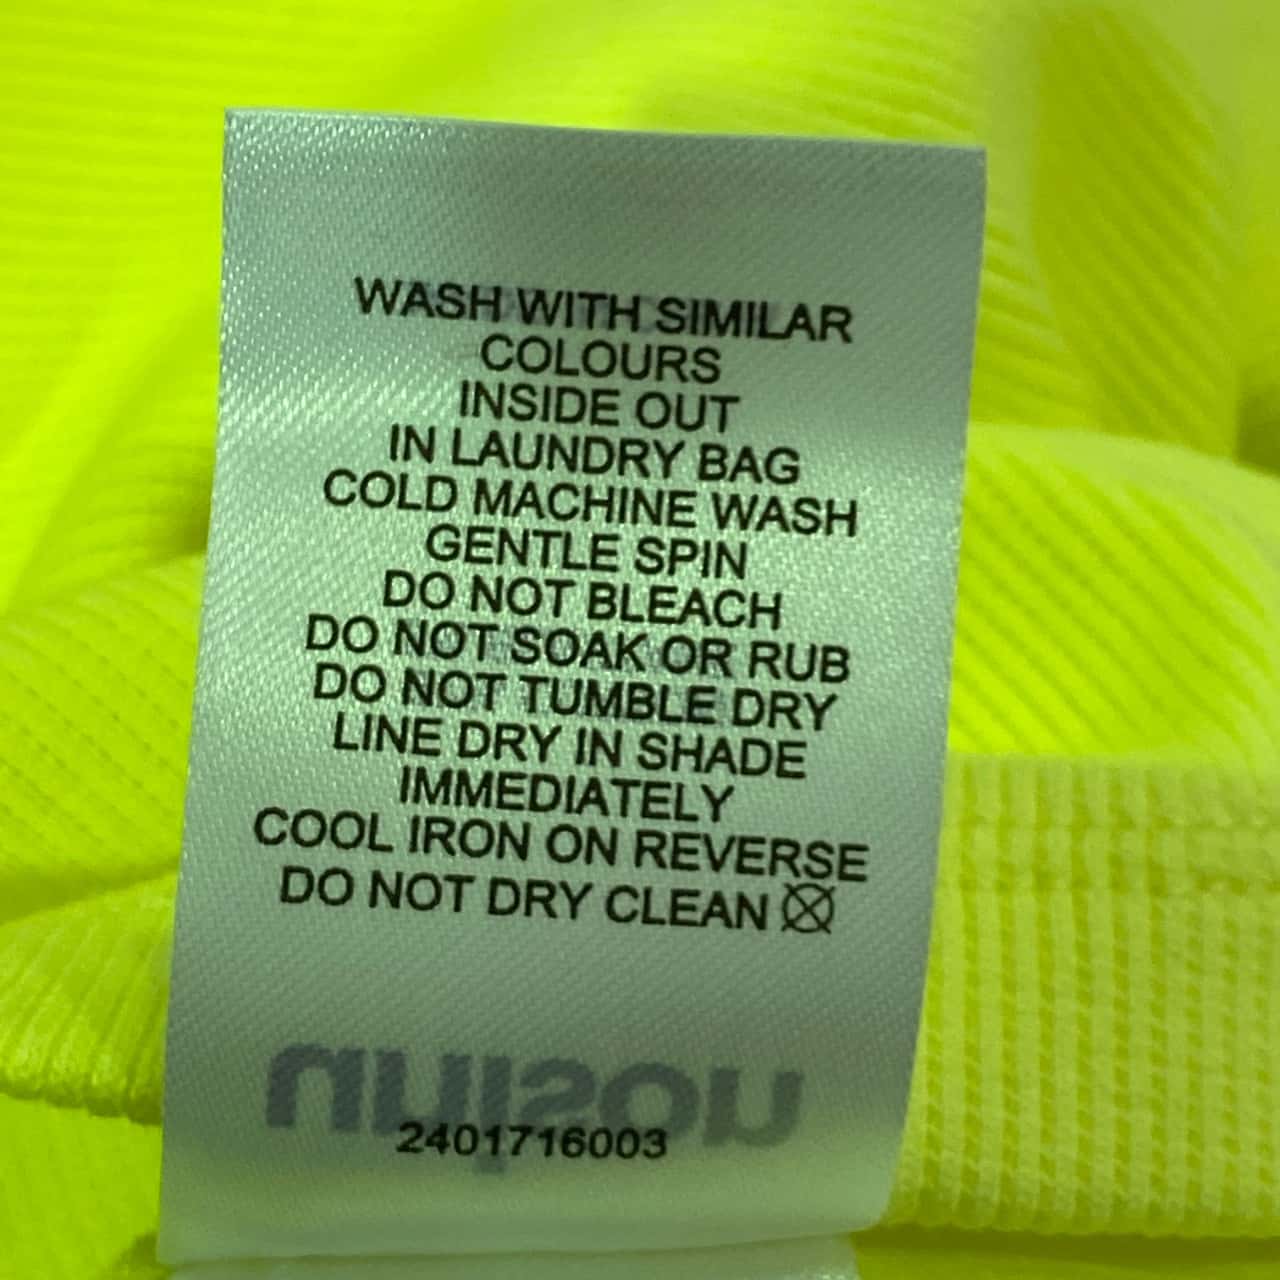 WASH WITH SIMILAR
COLOURS
INSIDE OUT
IN LAUNDRY BAG
COLD MACHINE WASH
GENTLE SPIN
DO NOT BLEACH
DO NOT SOAK OR RUB
DO NOT TUMBLE DRY
LINE DRY IN SHADE
IMMEDIATELY
COOL IRON ON REVERSE
DO NOT DRY CLEAN
unison
2401716003